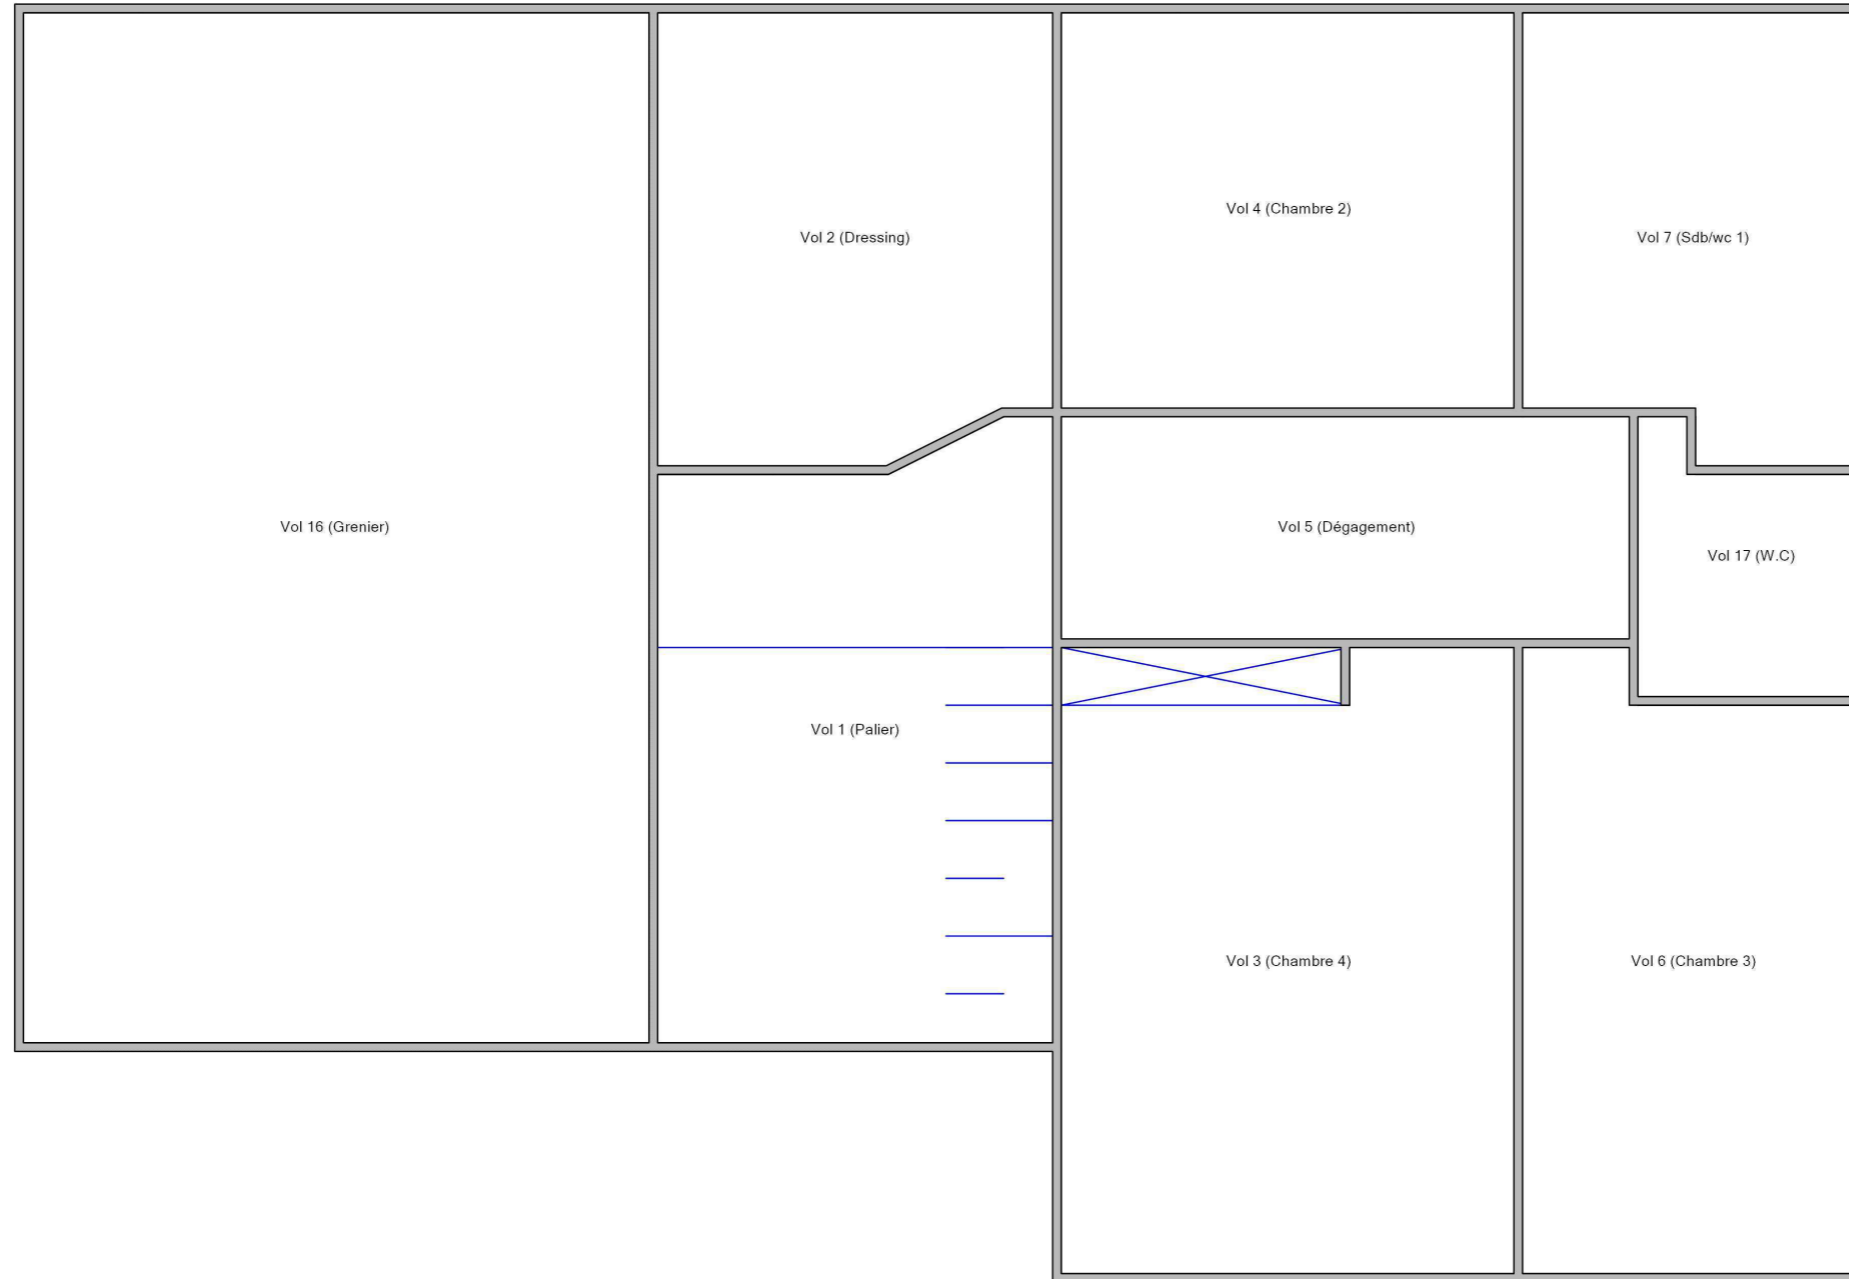 Vol 4 (Chambre 2)
Vol 2 (Dressing)
Vol 7 (Sdb/wc 1)
Vol 16 (Grenier)
Vol 5 (Dégagement)
Vol 17 (W.C)
Vol 1 (Palier)
Vol 3 (Chambre 4)
Vol 6 (Chambre 3)